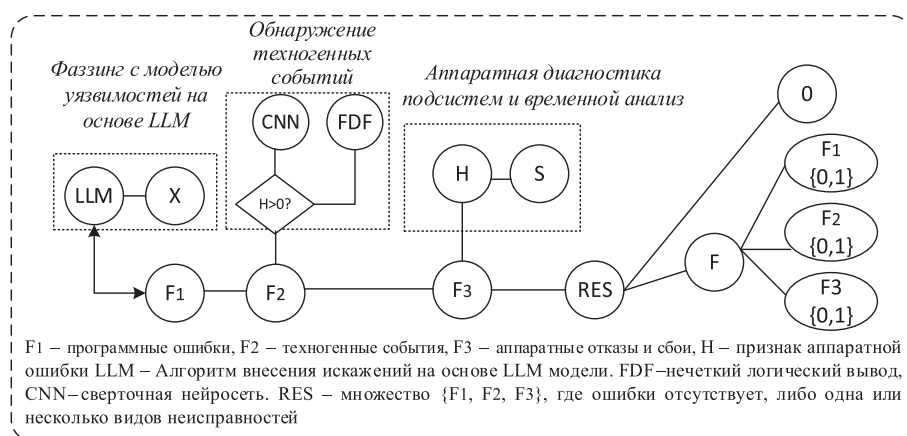 Обнаружение
техногенных
событий
Фаззинг с моделью
уязвимостей на
основе LLM
Аппаратная диагностика
подсистем и временной анализ
CNN
FDF
0
F1
{0,1}
LLM
X
H>0?
H
S
F2
{0,1}
F
F1
F2
F3
RES
F3
{0,1}
F1 – программные ошибки, F2 – техногенные события, F3 – аппаратные отказы и сбои, H – признак аппаратной
ошибки LLM – Алгоритм внесения искажений на основе LLM модели. FDF–нечеткий логический вывод,
CNN–сверточная нейросеть. RES – множество {F1, F2, F3}, где ошибки отсутствует, либо одна или
несколько видов неисправностей